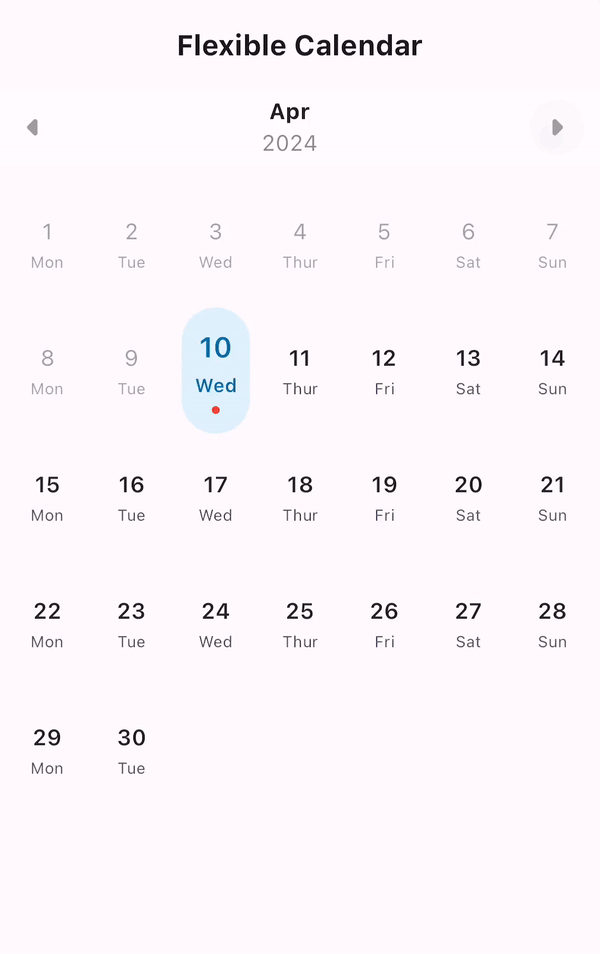 Flexible Calendar
Apr
2024
1 2 3 4 5 6 7
Mon Tue Wed Thur Fri Sat Sun
8 9 10 11 12 13 14
Mon Tue Wed Thur Fri Sat Sun
15 16 17 18 19 20 21
Mon Tue Wed Thur Fri Sat Sun
22 23 24 25 26 27 28
Mon Tue Wed Thur Fri Sat Sun
29 30
Mon Tue